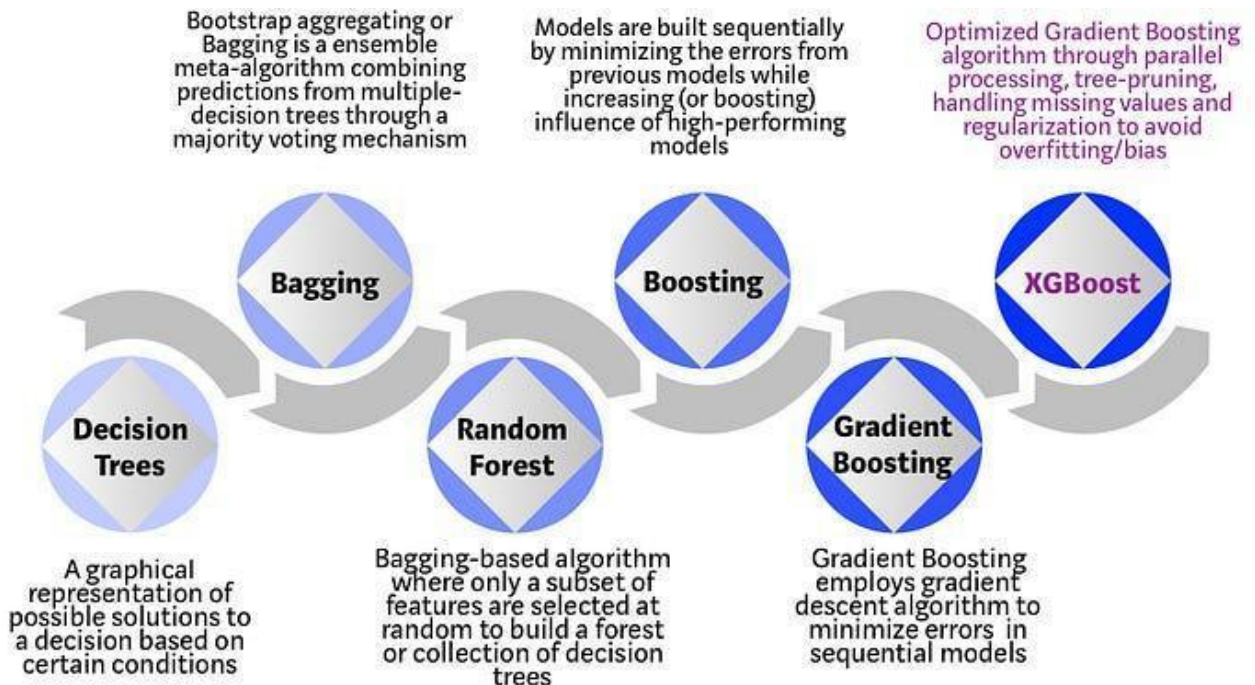 Bootstrap aggregating or
Bagging is a ensemble
meta-algorithm combining
predictions from multiple-
decision trees through a
majority voting mechanism
Models are built sequentially
by minimizing the errors from
previous models while
increasing (or boosting)
influence of high-performing
models
Optimized Gradient Boosting
algorithm through parallel
processing, tree-pruning,
handling missing values and
regularization to avoid
overfitting/bias
Bagging
Boosting
XGBoost
Decision
Trees
Random
Forest
Gradient
Boosting
A graphical
representation of
possible solutions to
a decision based on
certain conditions
Bagging-based algorithm
where only a subset of
features are selected at
random to build a forest
or collection of decision
trees
Gradient Boosting
employs gradient
descent algorithm to
minimize errors in
sequential models